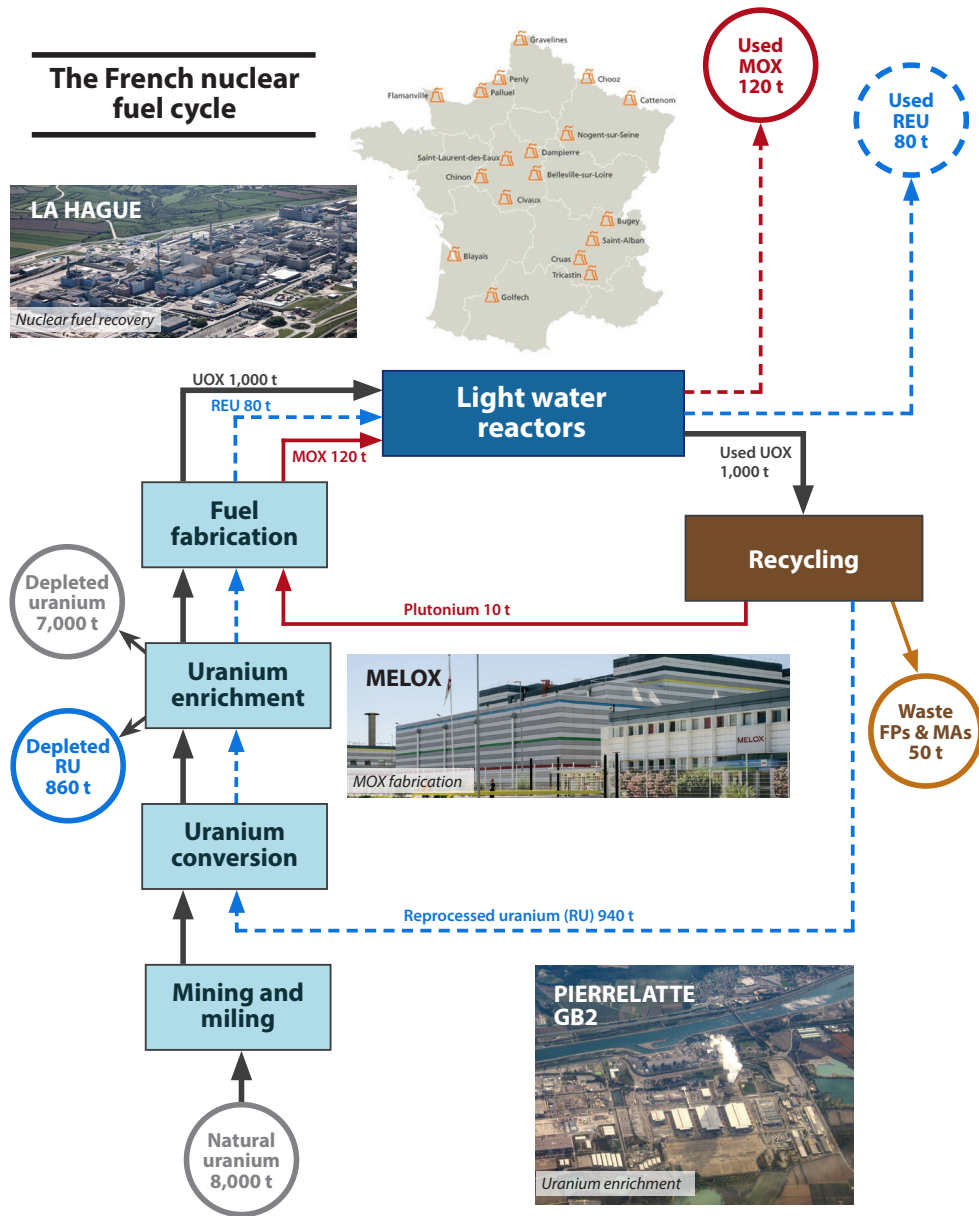 The French nuclear
fuel cycle
Gravelines
Penly
Chooz
Flamanville
Palluel
Cattenom
Nogent-sur-Seine
Saint-Laurent-des-Eaux
Dampierre
Chinon
Belleville-sur-Loire
Civaux
Bugey
Saint-Alban
Blayais
Cruas
Tricastin
Golfech
Used
MOX
120 t
Used
REU
80 t
LA HAGUE
Nuclear fuel recovery
UOX 1,000 t
REU 80 t
MOX 120 t
Light water
reactors
Used UOX
1,000 t
Fuel
fabrication
Recycling
Depleted
uranium
7,000 t
Plutonium 10 t
Uranium
enrichment
MELOX
MELOX
MOX fabrication
Waste
FPs & MAs
50 t
Depleted
RU
860 t
Uranium
conversion
Reprocessed uranium (RU) 940 t
Mining and
miling
PIERRELATTE
GB2
Uranium enrichment
Natural
uranium
8,000 t